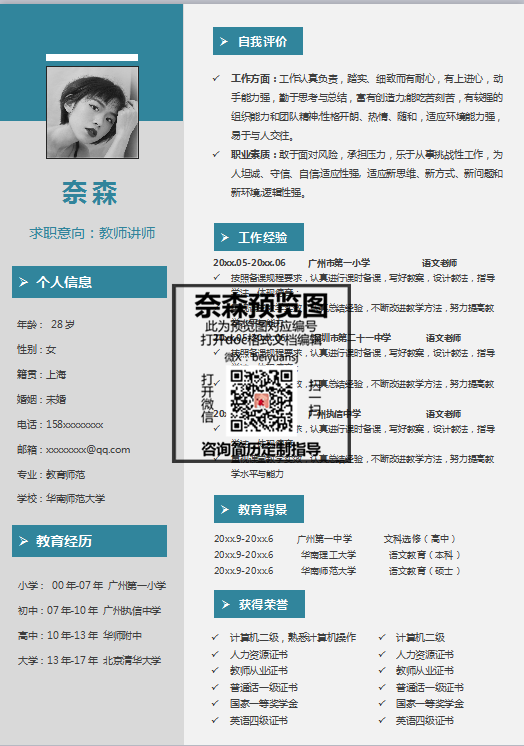 奈森
求职意向：教师讲师
个人信息
年龄： 28岁
性别：女
籍贯：上海
婚姻：未婚
电话：158xxxxxxxx
邮箱：xxxxxxxx@qq.com
专业：教育师范
学校：华南师范大学
教育经历
小学： 00年-07年 广州第一小学
初中：07年-10年 广州执信中学
高中：10年-13年 华师附中
大学：13年-17年 北京清华大学
自我评价
工作方面：工作认真负责，踏实、细致而有耐心，有上进心，动
手能力强，勤于思考与总结，富有创造力;能吃苦刻苦，有较强的
组织能力和团队精神;性格开朗、热情、随和，适应环境能力强，
易于与人交往。
职业素质：敢于面对风险，承担压力，乐于从事挑战性工作，为
人坦诚、守信、自信;适应性强，适应新思维、新方式、新问题和
新环境;逻辑性强。
工作经验
20xx.05-20xx.06 广州市第一小学 语文老师
按照备课规程要求，认真进行课时备课，写好教案，设计教法，指导
真总结经验，不断改进教学方法，努力提高教
奈森预览图
此为预览图对应编号
打开doc格式文档编辑
微X：beiyuansj
打开微信
扫一扫
咨询简历定制指导
圳市第二十一中学 语文老师
认真进行课时备课，写好教案，设计教法，指导
真总结经验，不断改进教学方法，努力提高教
广州执信中学 语文老师
认真进行课时备课，写好教案，设计教法，指导
真总结经验，不断改进教学方法，努力提高教
学水平与能力
教育背景
20xx.9-20xx.6 广州第一中学 文科选修（高中）
20xx.9-20xx.6 华南理工大学 语文教育（本科）
20xx.9-20xx.6 华南师范大学 语文教育（硕士）
获得荣誉
计算机二级，熟悉计算机操作 计算机二级
人力资源证书 人力资源证书
教师从业证书 教师从业证书
普通话一级证书 普通话二级证书
国家一等奖学金 国家一等奖学金
英语四级证书 英语四级证书